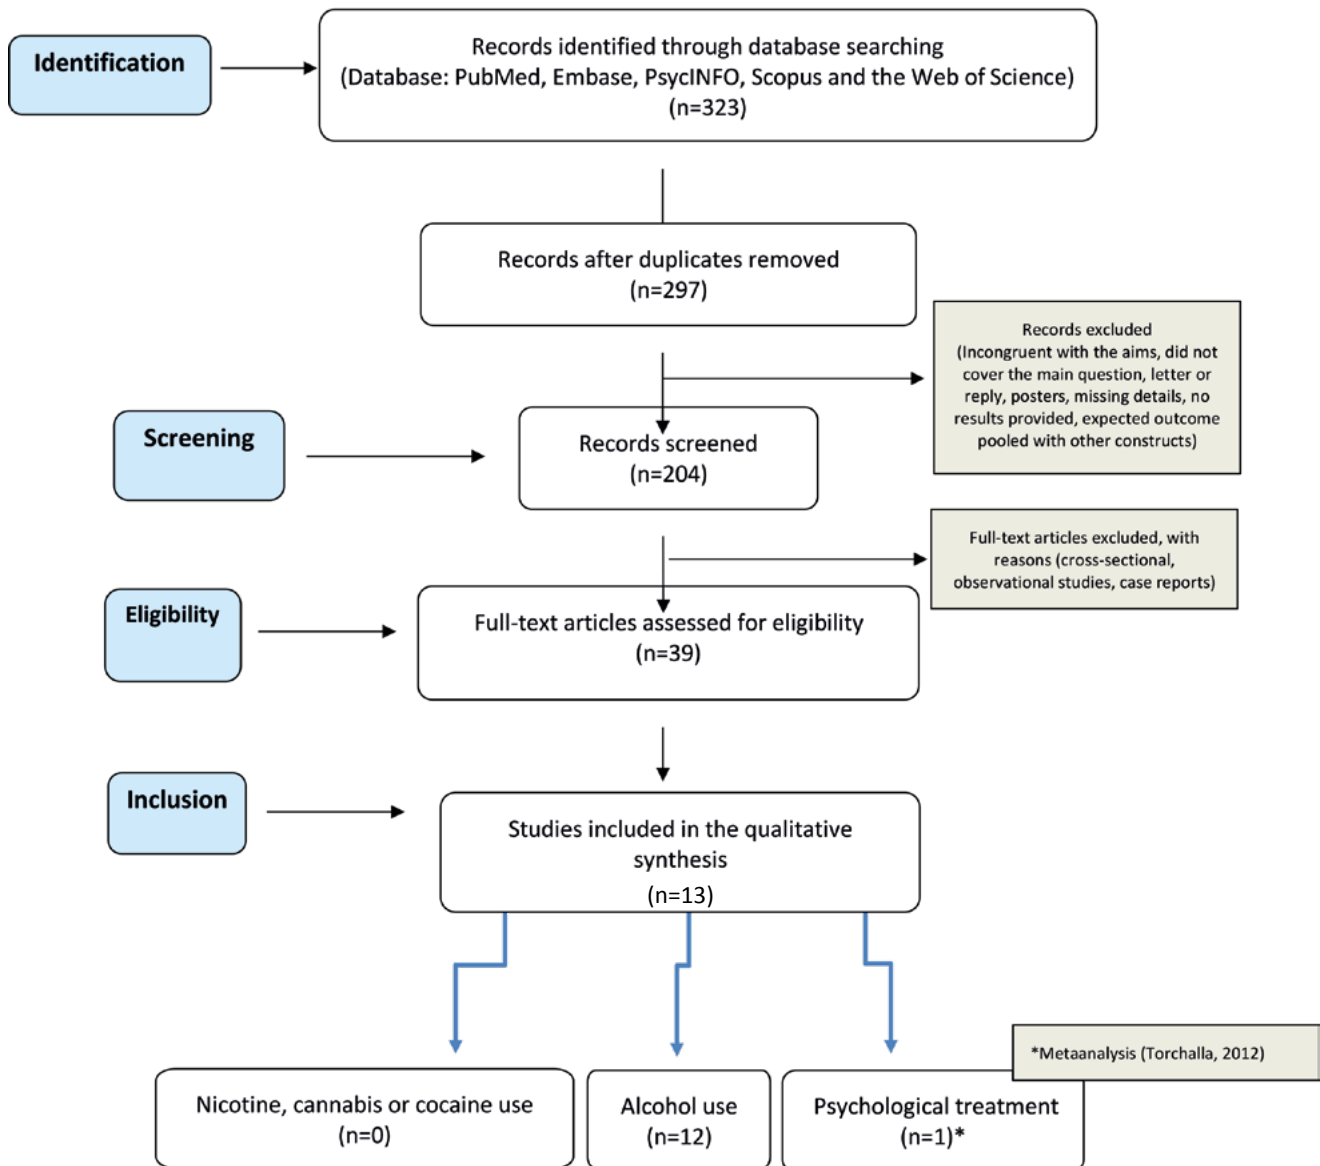 Identification
Records identified through database searching
(Database: PubMed, Embase, PsycINFO, Scopus and the Web of Science)
(n=323)
Records after duplicates removed
(n=297)
Records excluded
(Incongruent with the aims, did not
cover the main question, letter or
reply, posters, missing details, no
results provided, expected outcome
pooled with other constructs)
Screening
Records screened
(n=204)
Full-text articles excluded, with
reasons (cross-sectional,
observational studies, case reports)
Eligibility
Full-text articles assessed for eligibility
(n=39)
Inclusion
Studies included in the qualitative
synthesis
(n=13)
*Metaanalysis (Torchalla, 2012)
Nicotine, cannabis or cocaine use
(n=0)
Alcohol use
(n=12)
Psychological treatment
(n=1)*